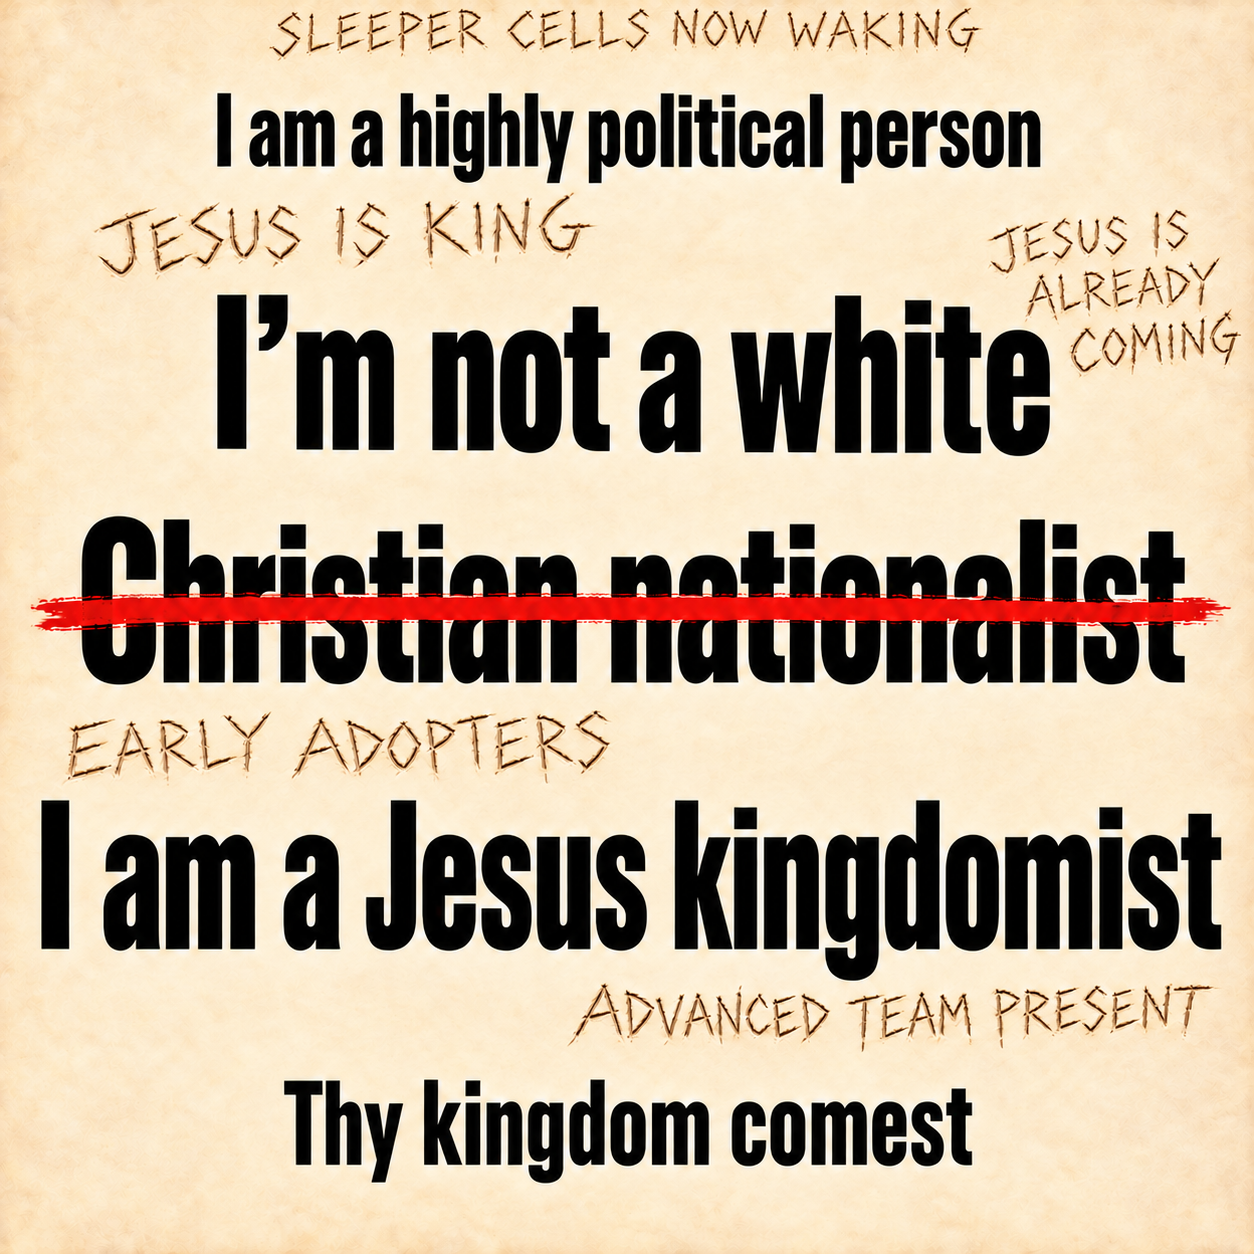 SLEEPER CELLS NOW WAKING
I am a highly political person
JESUS IS KING
JESUS IS
ALREADY
COMING
I'm not a white
Christian nationalist
EARLY ADOPTERS
I am a Jesus kingdomist
ADVANCED TEAM PRESENT
Thy kingdom comest